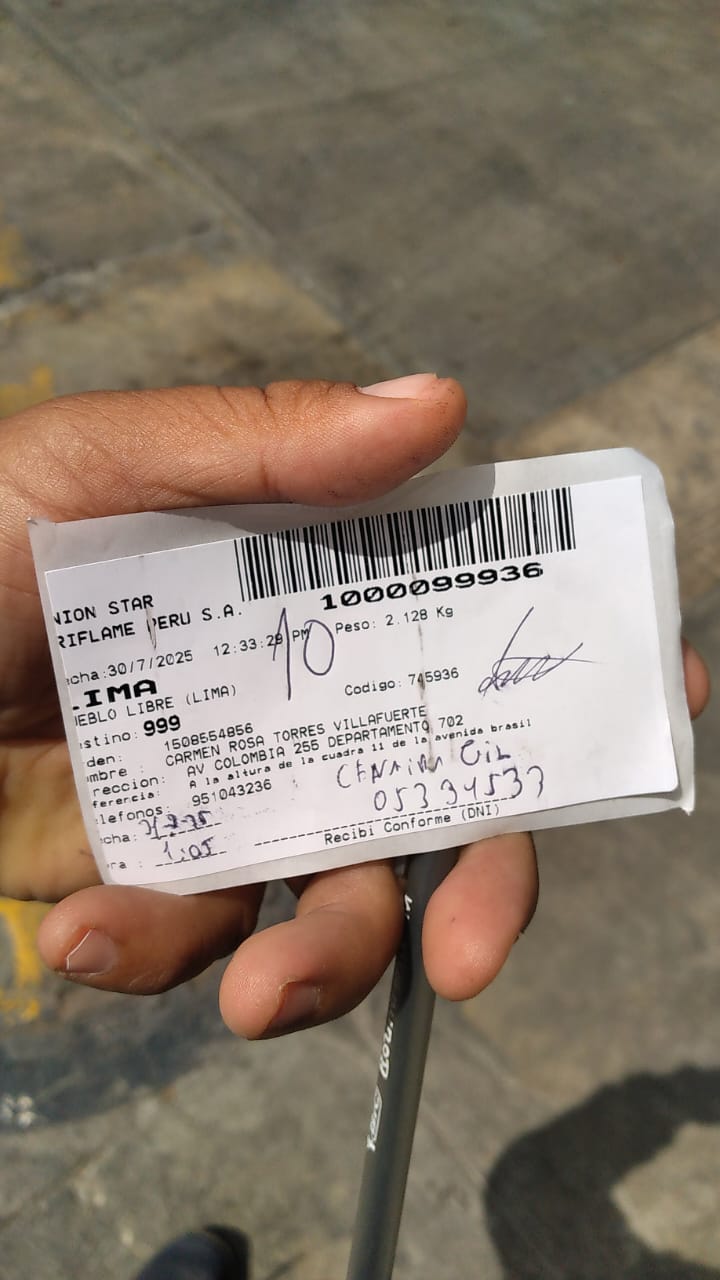 1000099936
NION STAR
RIFLAME PERU S.A.
cha:30/7/2025 12:33:29 PM Peso: 2.128 Kg
10
LIMA
UEBLO LIBRE (LIMA) Codigo: 745936
stino: 999
den: 1508554856
mbre : CARMEN ROSA TORRES VILLAFUERTE
reccion: AV COLOMBIA 255 DEPARTAMENTO 702
ferencia: A la altura de la cuadra 11 de la avenida brasil
lefonos: 951043236
cha:
ra : 1:05
GIL
05334533
Recibi Conforme (DNI)